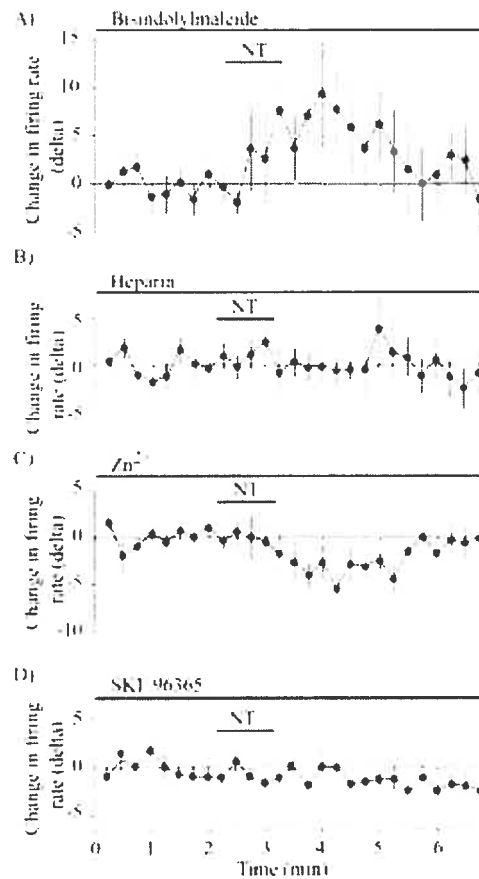 A)
Bisindolylmaleide
NT
Change in firing rate
(delta)
15
10
5
0
-5
B)
Heparin
NT
Change in firing
rate (delta)
5
0
-5
C)
Zn2
NT
Change in firing
rate (delta)
5
0
-5
-10
D)
SKF 96365
NT
Change in firing
rate (delta)
5
0
-5
0 1 2 3 4 5 6
Time (min)